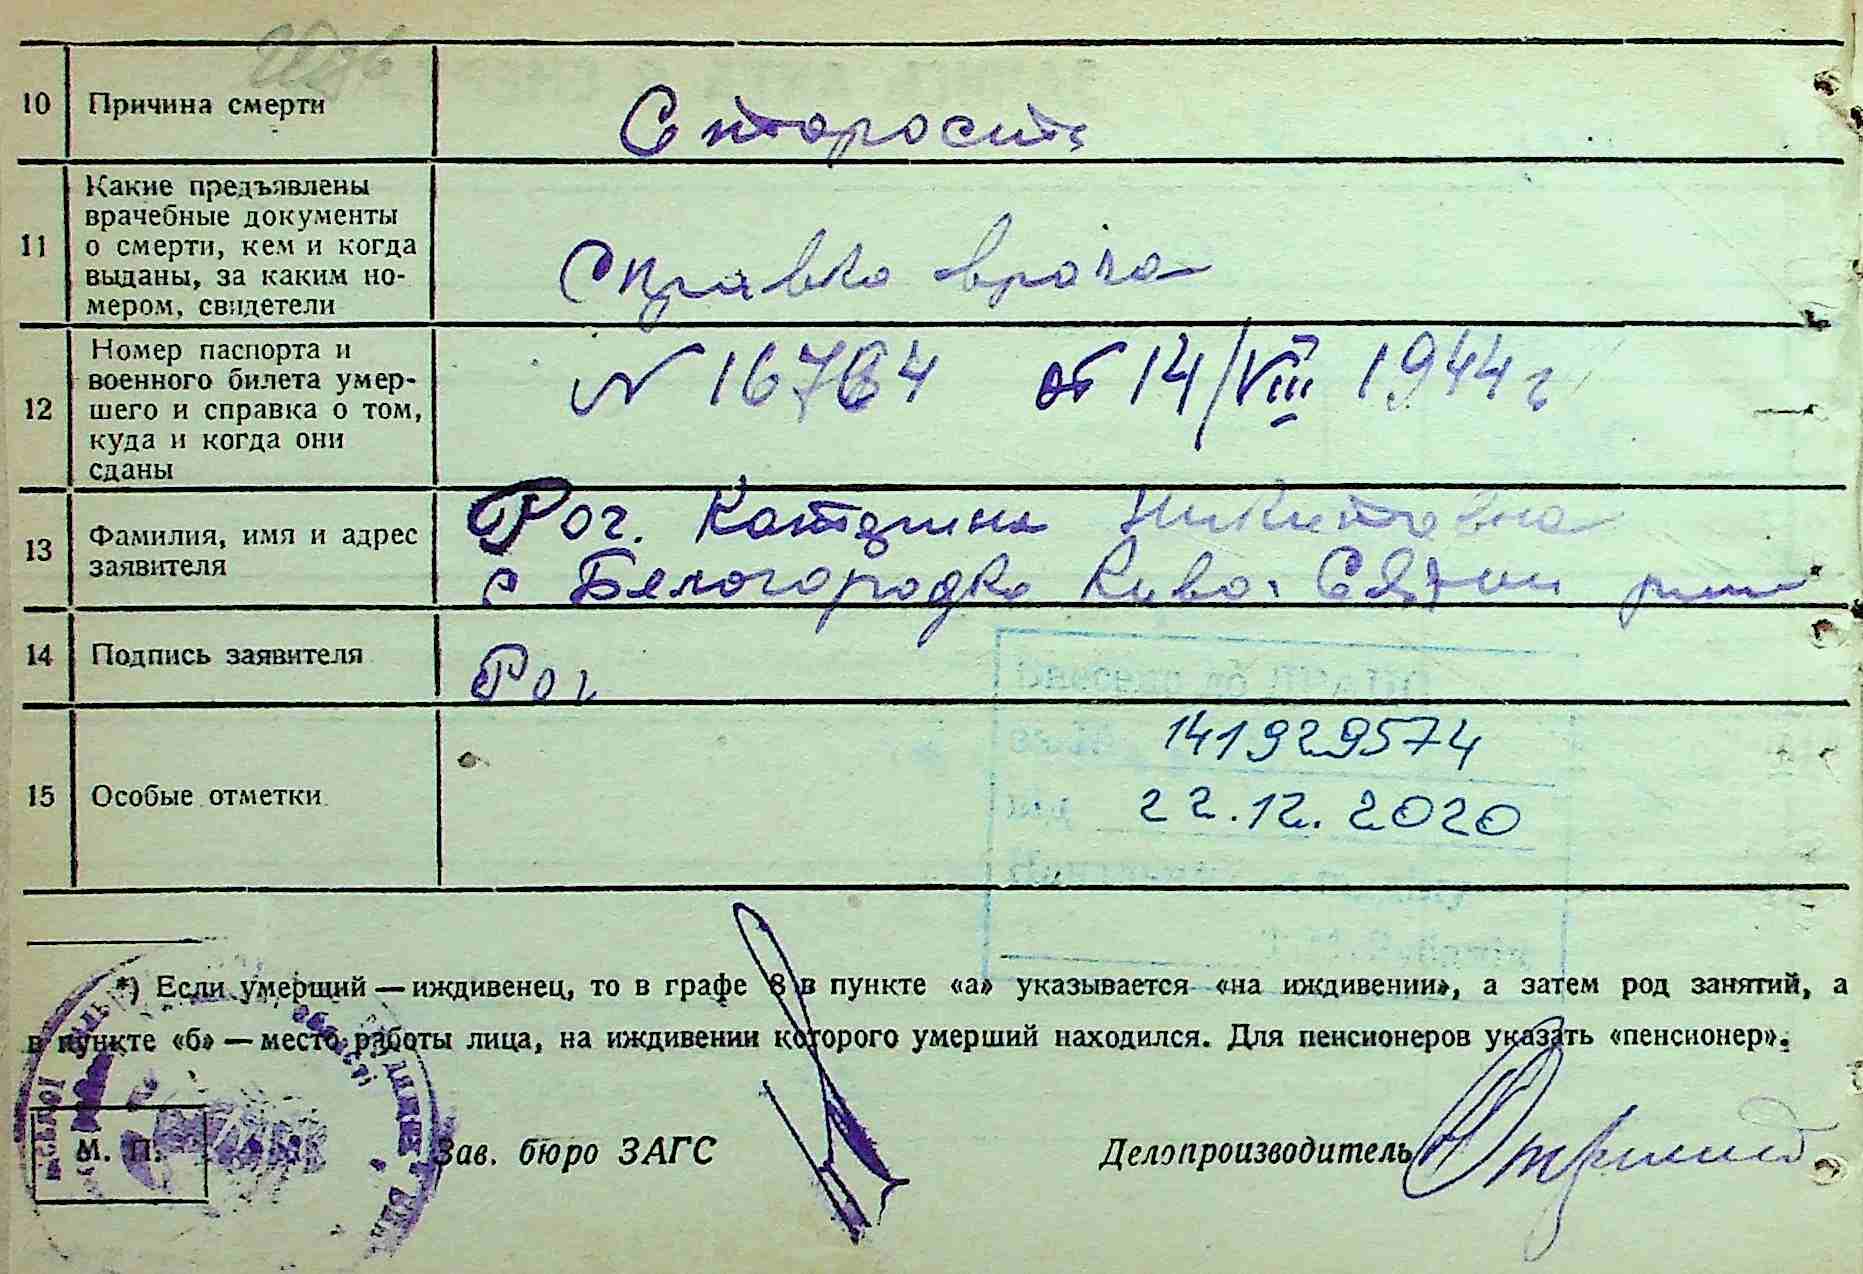 10 Причина смерти Старость
11 Какие предъявлены
врачебные документы
о смерти, кем и когда
выданы, за каким но-
мером, свидетели
Справка врача
12 Номер паспорта и
военного билета умер-
шего и справка о том,
куда и когда они
сданы
N 16764 от 14/VIII 1944 г
13 Фамилия, имя и адрес
заявителя
Рог. Катерина Никитовна
с Белогородка Киво. Святош
14 Подпись заявителя Рог
15 Особые отметки
141929574
22.12.2020
*) Если умерщий — иждивенец, то в графе 8 в пункте «а» указывается «на иждивении», а затем род занятий, а
в пункте «б» — место работы лица, на иждивении которого умерший находился. Для пенсионеров указать «пенсионер».
М. П. Зав. бюро ЗАГС Делопроизводитель